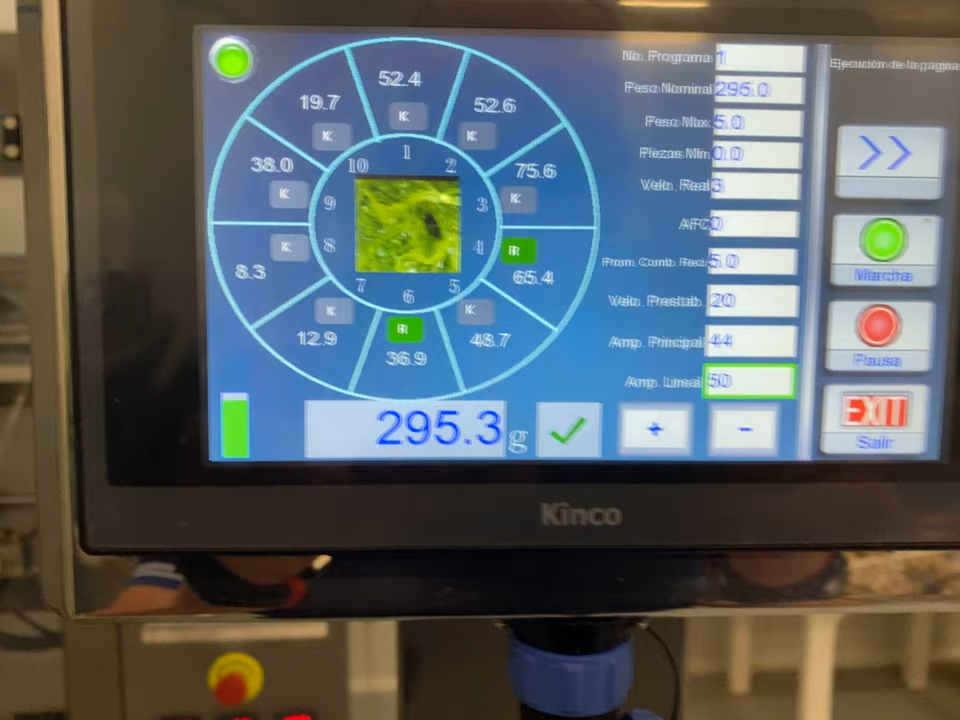 52.4
19.7
52.6
K
K
K
1
38.0
10
2
75.6
K
9
3
K
K
8
4
R
8.3
7
5
65.4
6
K
K
12.9
R
48.7
36.9
295.3 g
+
-
No. Programa 1
Peso Nominal 295.0
Peso Max. 5.0
Piezas Min. 0.0
Velo. Real 3
AFC 0
Prom. Comb. Rec. 5.0
Velo. Prestab. 20
Amp. Principal 44
Amp. Lineal 50
Ejecución de la página
>>
Marcha
Pausa
EXIT
Salir
Kinco